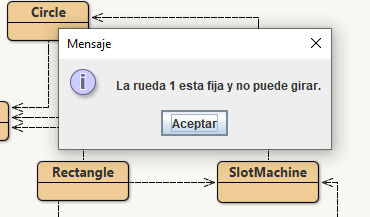 Circle
Mensaje
La rueda 1 esta fija y no puede girar.
Aceptar
Rectangle
SlotMachine